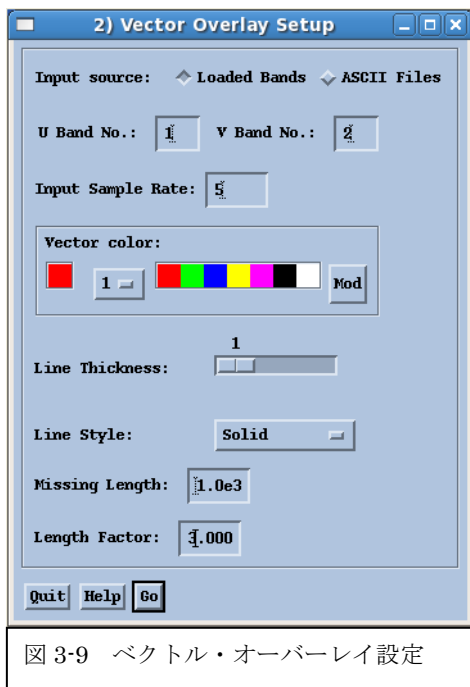 2) Vector Overlay Setup
Input source: Loaded Bands ASCII Files
U Band No.: 1 V Band No.: 2
Input Sample Rate: 5
Vector color:
1 Mod
1
Line Thickness:
Line Style: Solid
Missing Length: 1.0e3
Length Factor: .000
Quit Help Go
図 3-9 ベクトル・オーバーレイ設定